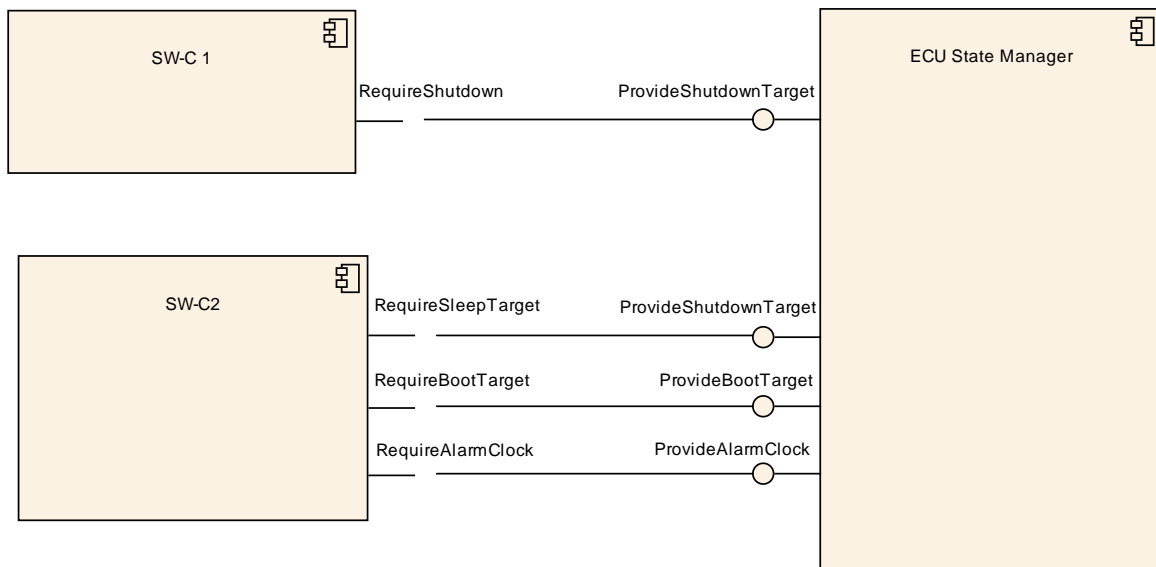 SW-C 1
ECU State Manager
RequireShutdown
ProvideShutdownTarget
SW-C2
RequireSleepTarget
ProvideShutdownTarget
RequireBootTarget
ProvideBootTarget
RequireAlarmClock
ProvideAlarmClock